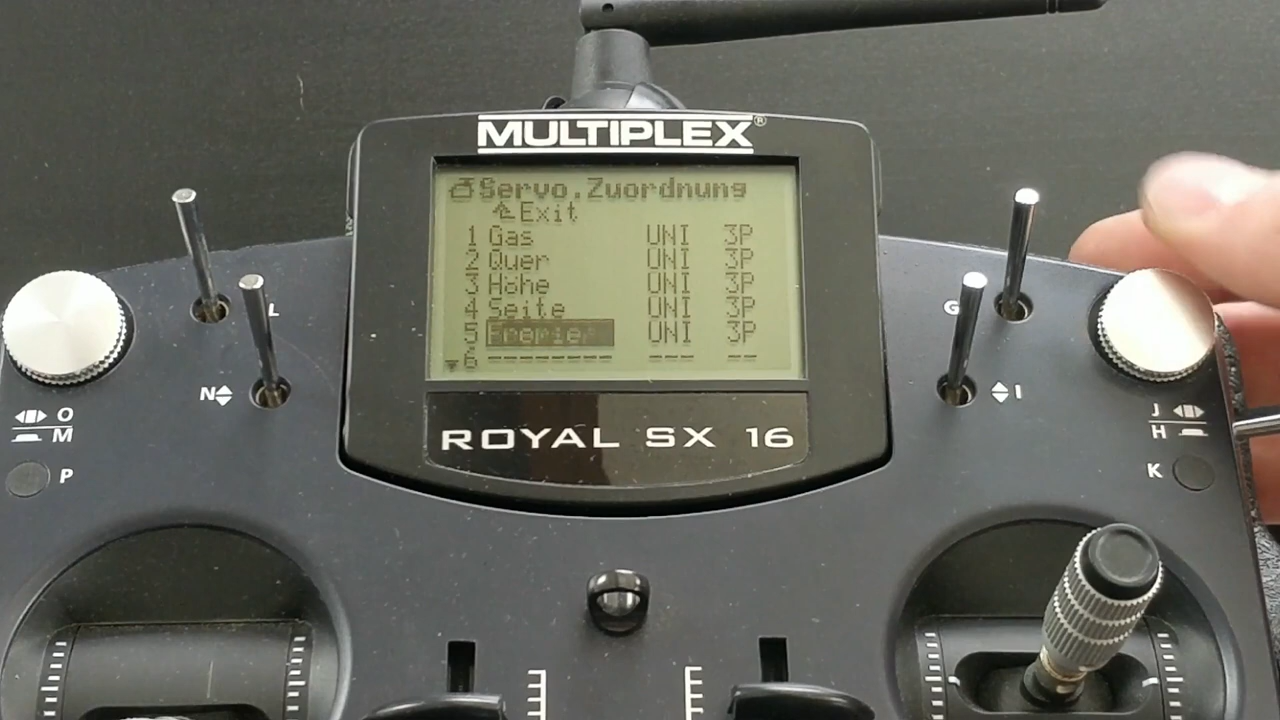 MULTIPLEX®
Servo.Zuordnung
Exit
1 Gas UNI 3P
2 Quer UNI 3P
3 Höhe UNI 3P
4 Seite UNI 3P
5 UNI 3P
6 -------- --- --
ROYAL SX 16
L
G
N
I
O
M
J
H
P
K